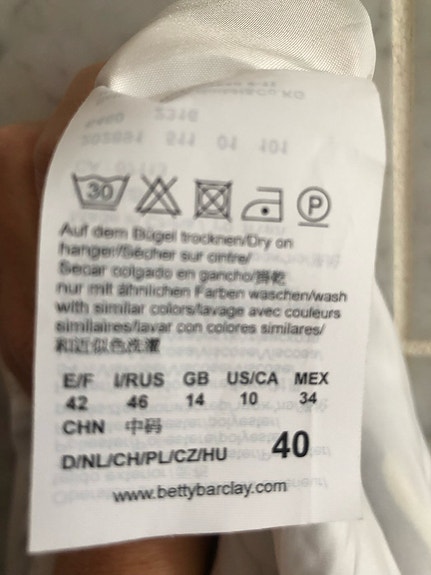 30
P
Auf dem Bügel trocknen/Dry on
hanger/Sécher sur cintre/
Secar colgado en gancho/掛乾
nur mit ähnlichen Farben waschen/wash
with similar colors/lavage avec couleurs
similaires/lavar con colores similares/
和近似色洗濯
E/F I/RUS GB US/CA MEX
42 46 14 10 34
CHN 中码
D/NL/CH/PL/CZ/HU 40
www.bettybarclay.com